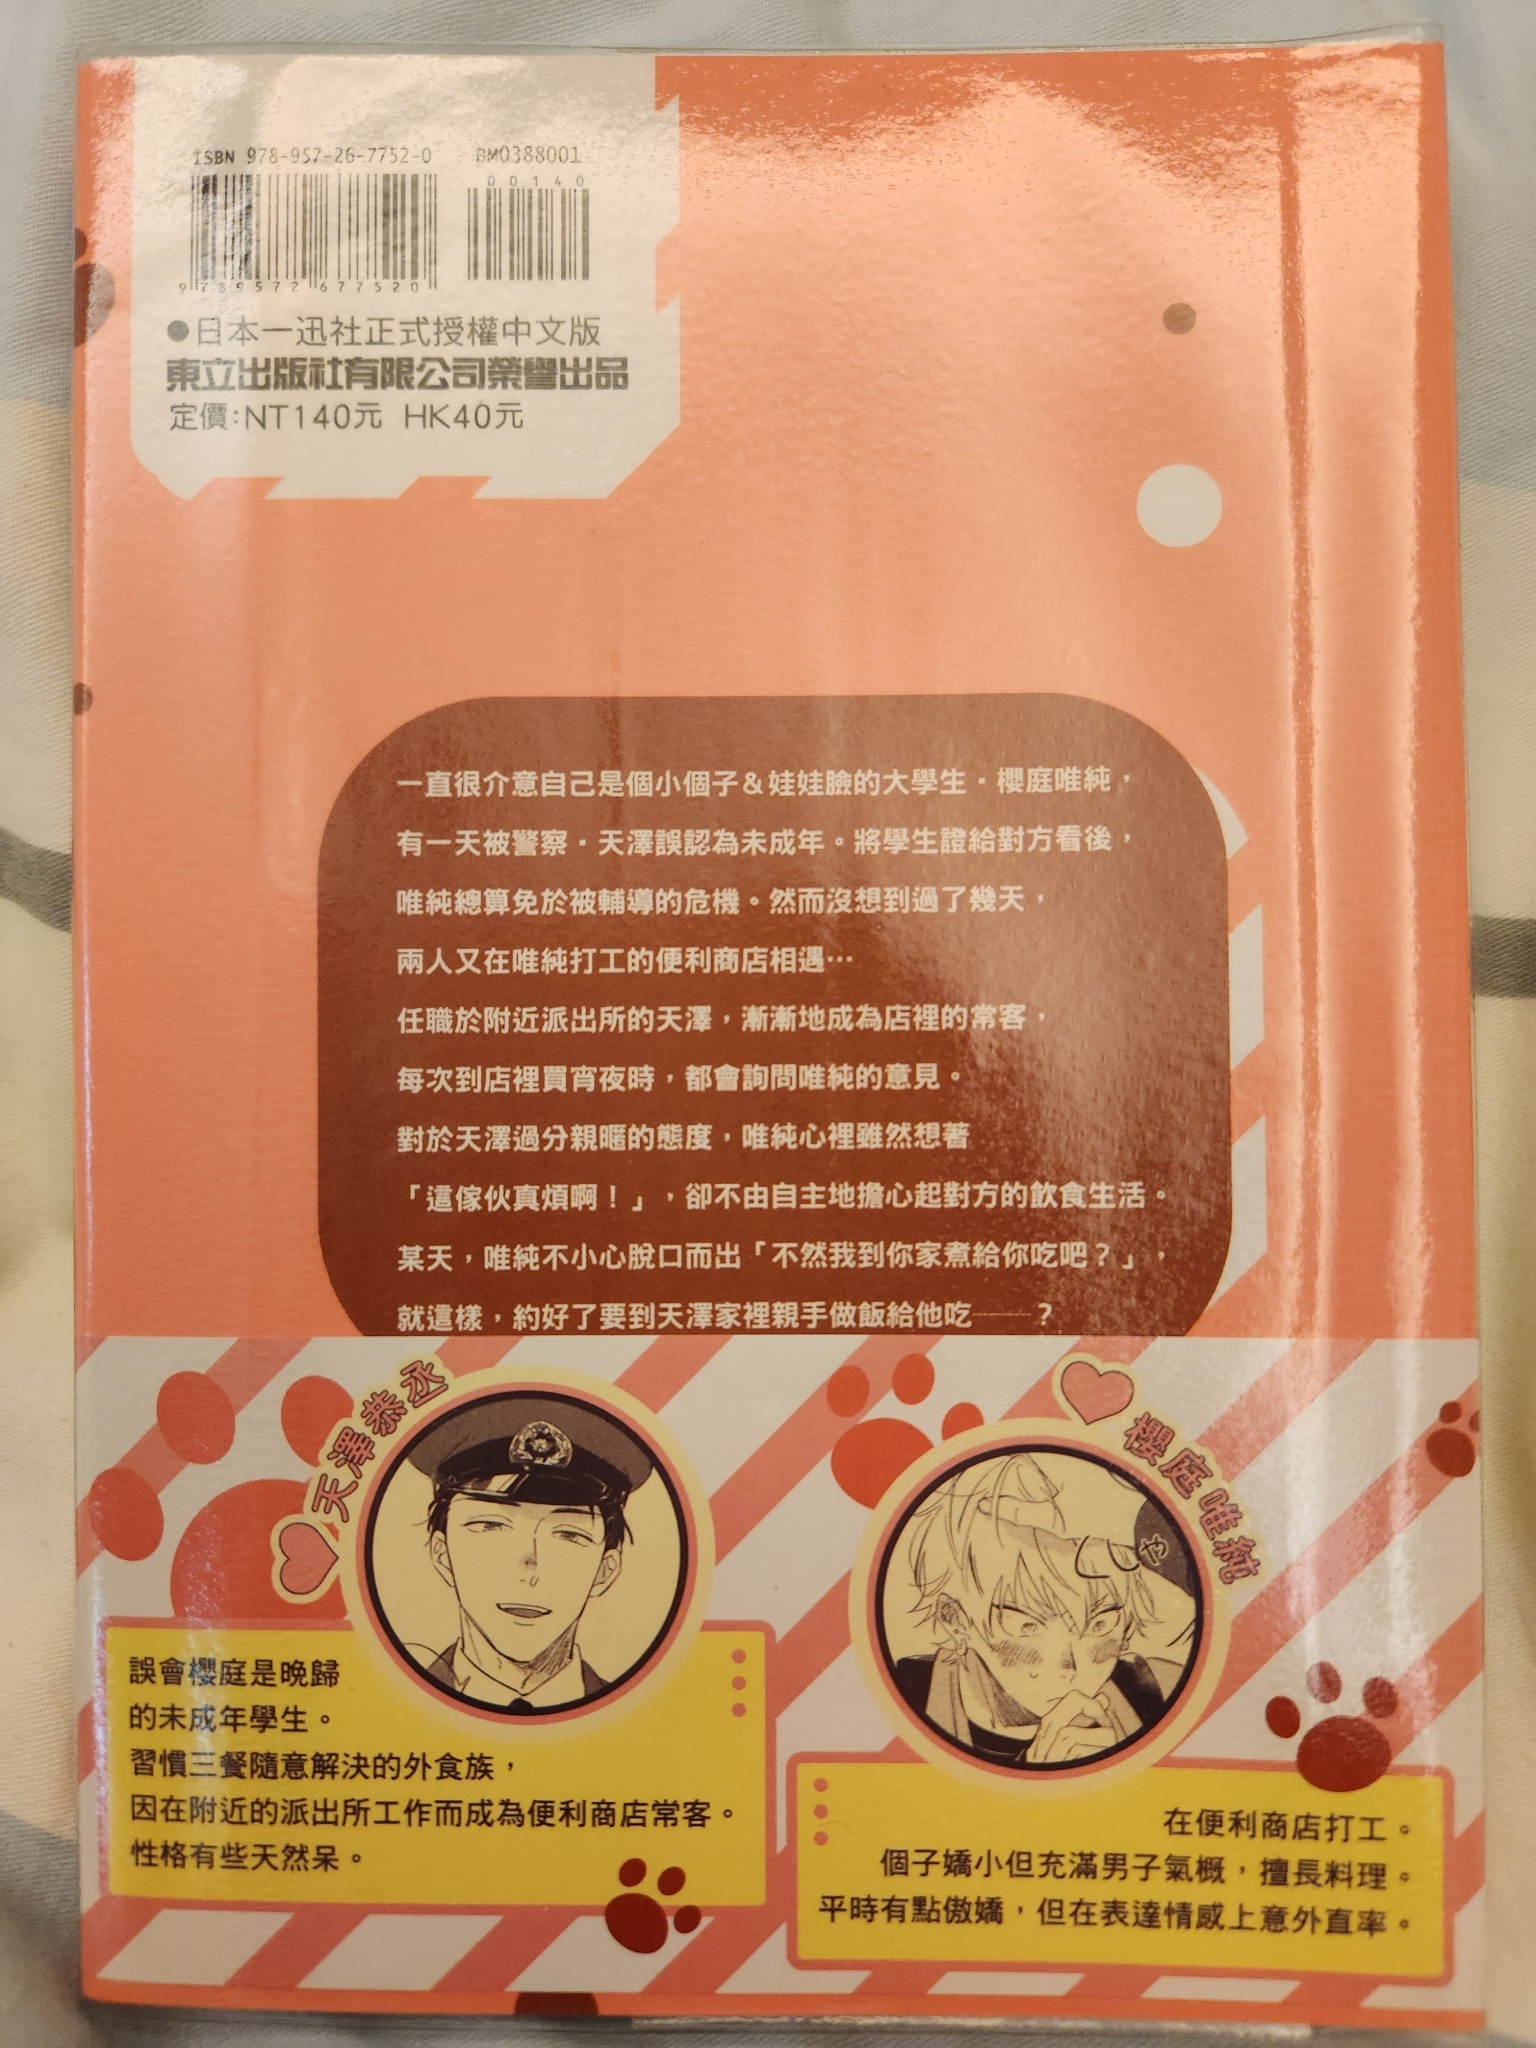 ISBN 978-957-26-7752-0 BM0388001
00140
9789572677520
●日本一迅社正式授權中文版
東立出版社有限公司榮譽出品
定價:NT140元 HK40元
一直很介意自己是個小個子&娃娃臉的大學生·櫻庭唯純，
有一天被警察·天澤誤認為未成年。將學生證給對方看後，
唯純總算免於被輔導的危機。然而沒想到過了幾天，
兩人又在唯純打工的便利商店相遇…
任職於附近派出所的天澤，漸漸地成為店裡的常客，
每次到店裡買宵夜時，都會詢問唯純的意見。
對於天澤過分親暱的態度，唯純心裡雖然想著
「這傢伙真煩啊！」，卻不由自主地擔心起對方的飲食生活。
某天，唯純不小心脫口而出「不然我到你家煮給你吃吧？」，
就這樣，約好了要到天澤家裡親手做飯給他吃——？
天澤恭丞
誤會櫻庭是晚歸
的未成年學生。
習慣三餐隨意解決的外食族，
因在附近的派出所工作而成為便利商店常客。
性格有些天然呆。
櫻庭唯純
在便利商店打工。
個子嬌小但充滿男子氣概，擅長料理。
平時有點傲嬌，但在表達情感上意外直率。